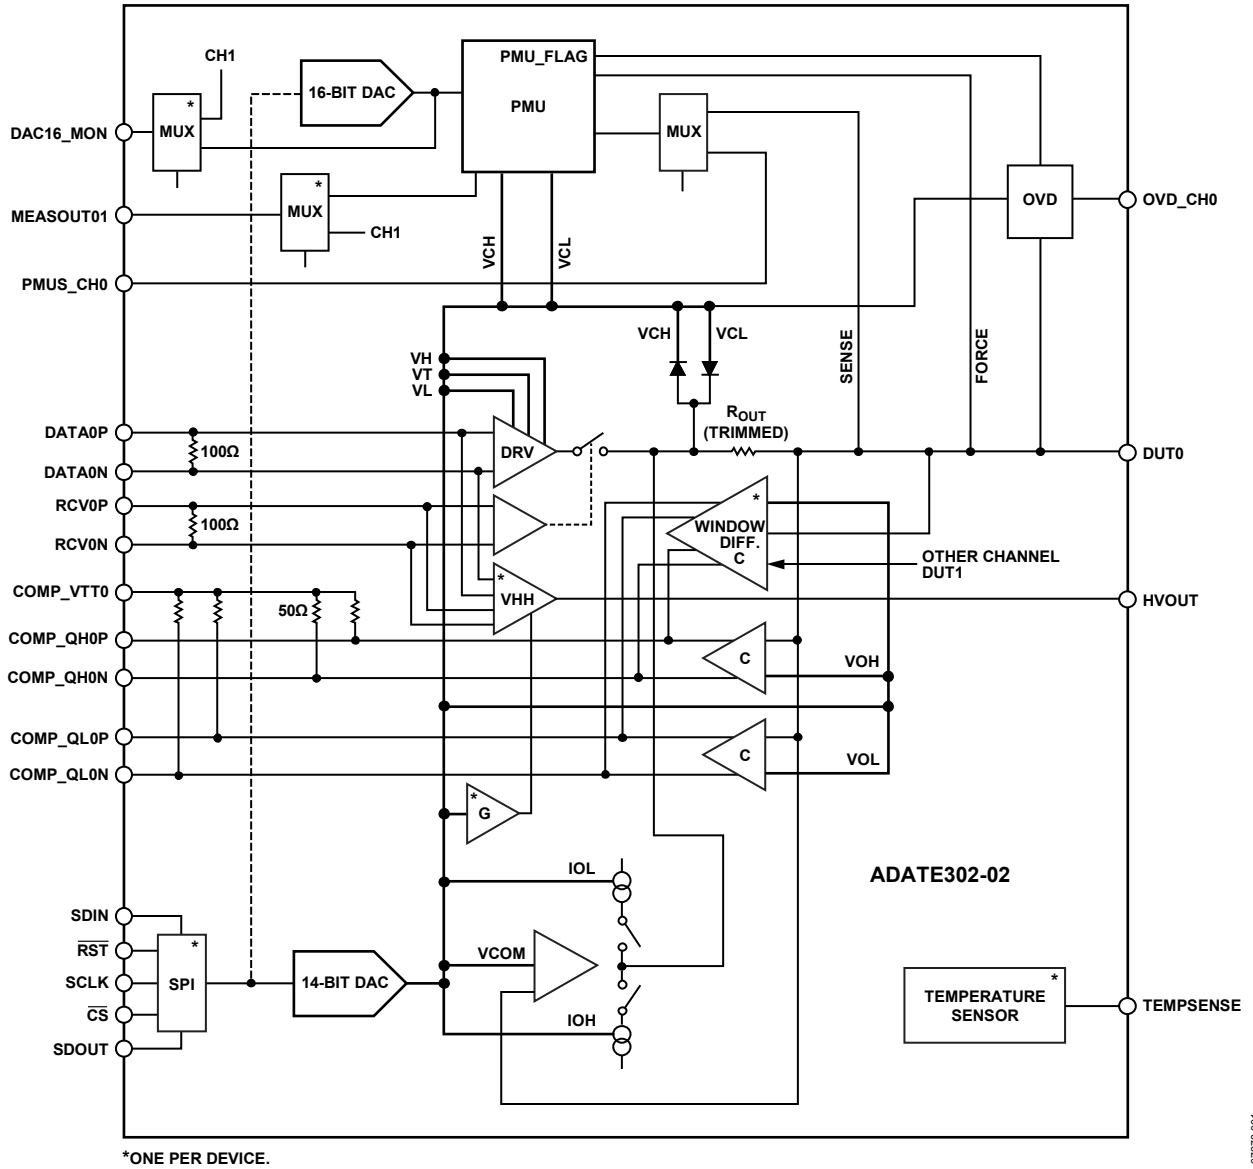 CH1
PMU_FLAG
16-BIT DAC
PMU
*
MUX
MUX
DAC16_MON
*
MUX
OVD
OVD_CH0
MEASOUT01
CH1
VCH
VCL
PMUS_CH0
VCH
VCL
SENSE
FORCE
VH
VT
VL
ROUT
(TRIMMED)
DATA0P
100Ω
DRV
DUT0
DATA0N
RCV0P
*
100Ω
WINDOW
DIFF.
C
RCV0N
OTHER CHANNEL
DUT1
*
VHH
COMP_VTT0
HVOUT
50Ω
COMP_QH0P
C
VOH
COMP_QH0N
COMP_QL0P
C
VOL
COMP_QL0N
*
G
IOL
ADATE302-02
SDIN
*
RST
VCOM
SCLK
SPI
14-BIT DAC
CS
IOH
SDOUT
*
TEMPERATURE
SENSOR
TEMPSENSE
*ONE PER DEVICE.